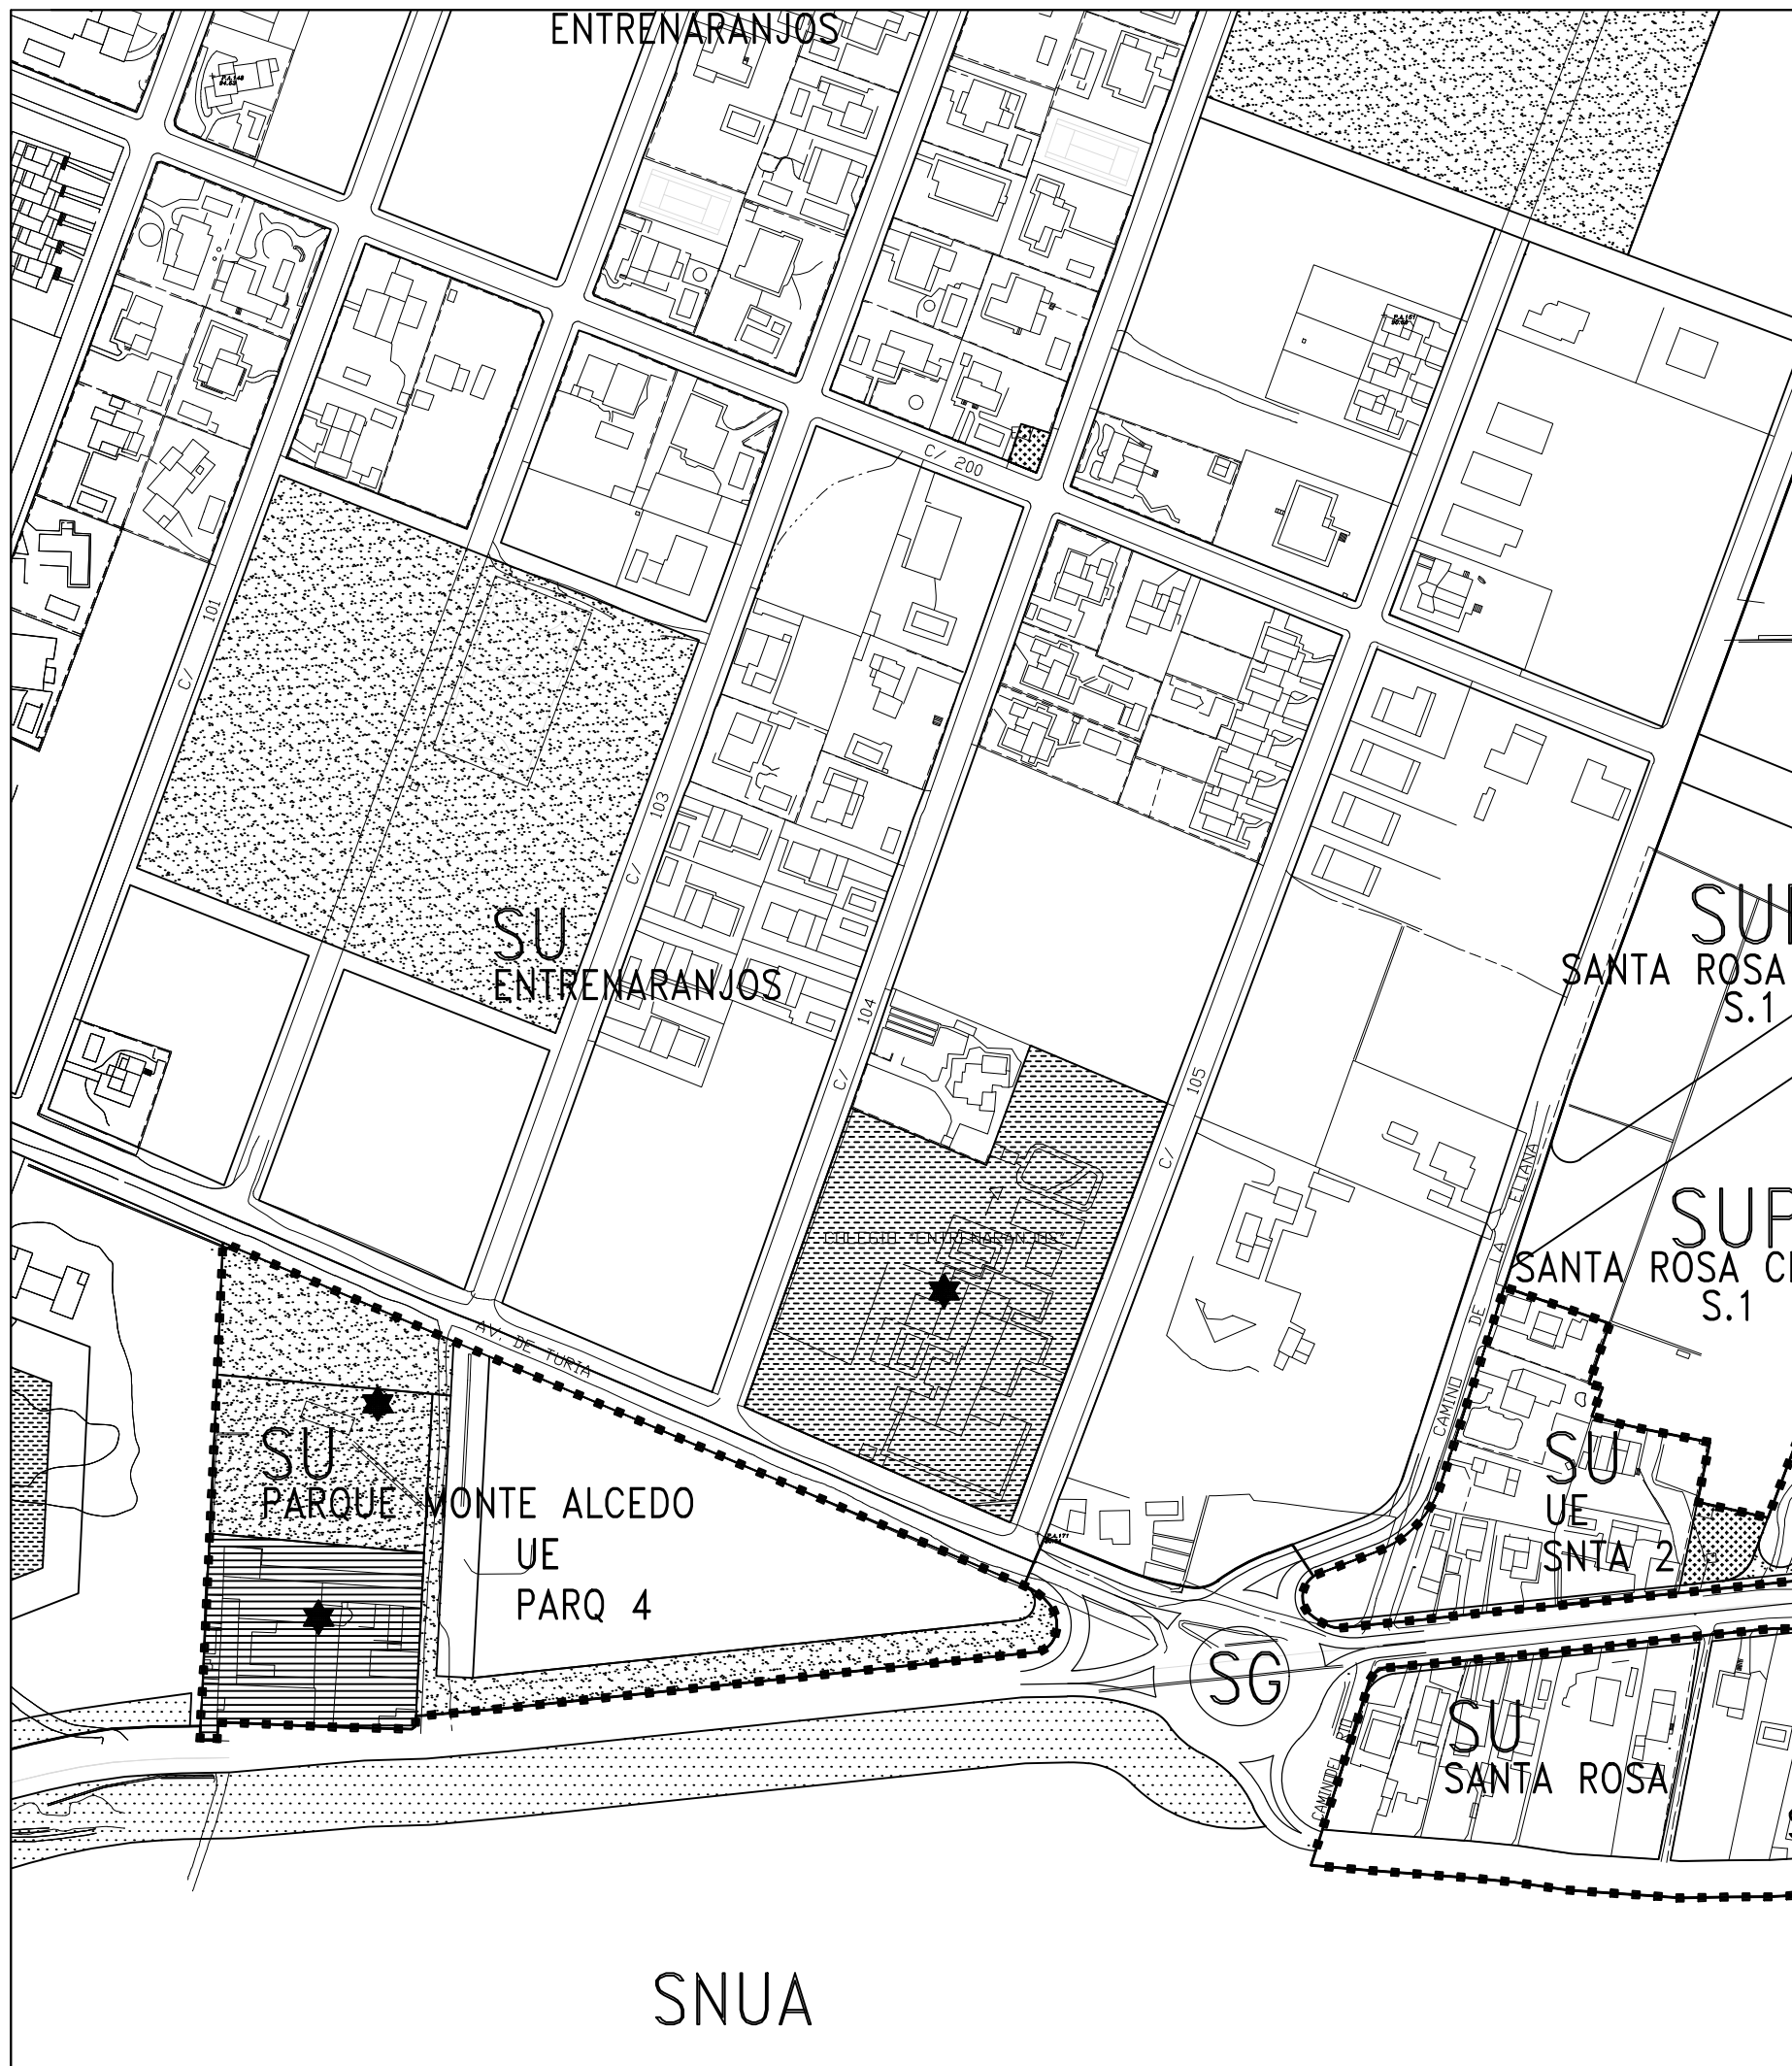 ENTRENARANJOS
C/ 200
C/ 101
C/ 103
SU
ENTRENARANJOS
C/ 104
C/ 105
SU
SANTA ROSA
S.1
COLEGIO "ENTRENARANJOS"
CAMINO DE LA ELIANA
SUP
SANTA ROSA
S.1
AV. DE TURIA
SU
PARQUE MONTE ALCEDO
UE
PARQ 4
SU
UE
SNTA 2
SG
SU
SANTA ROSA
SNUA